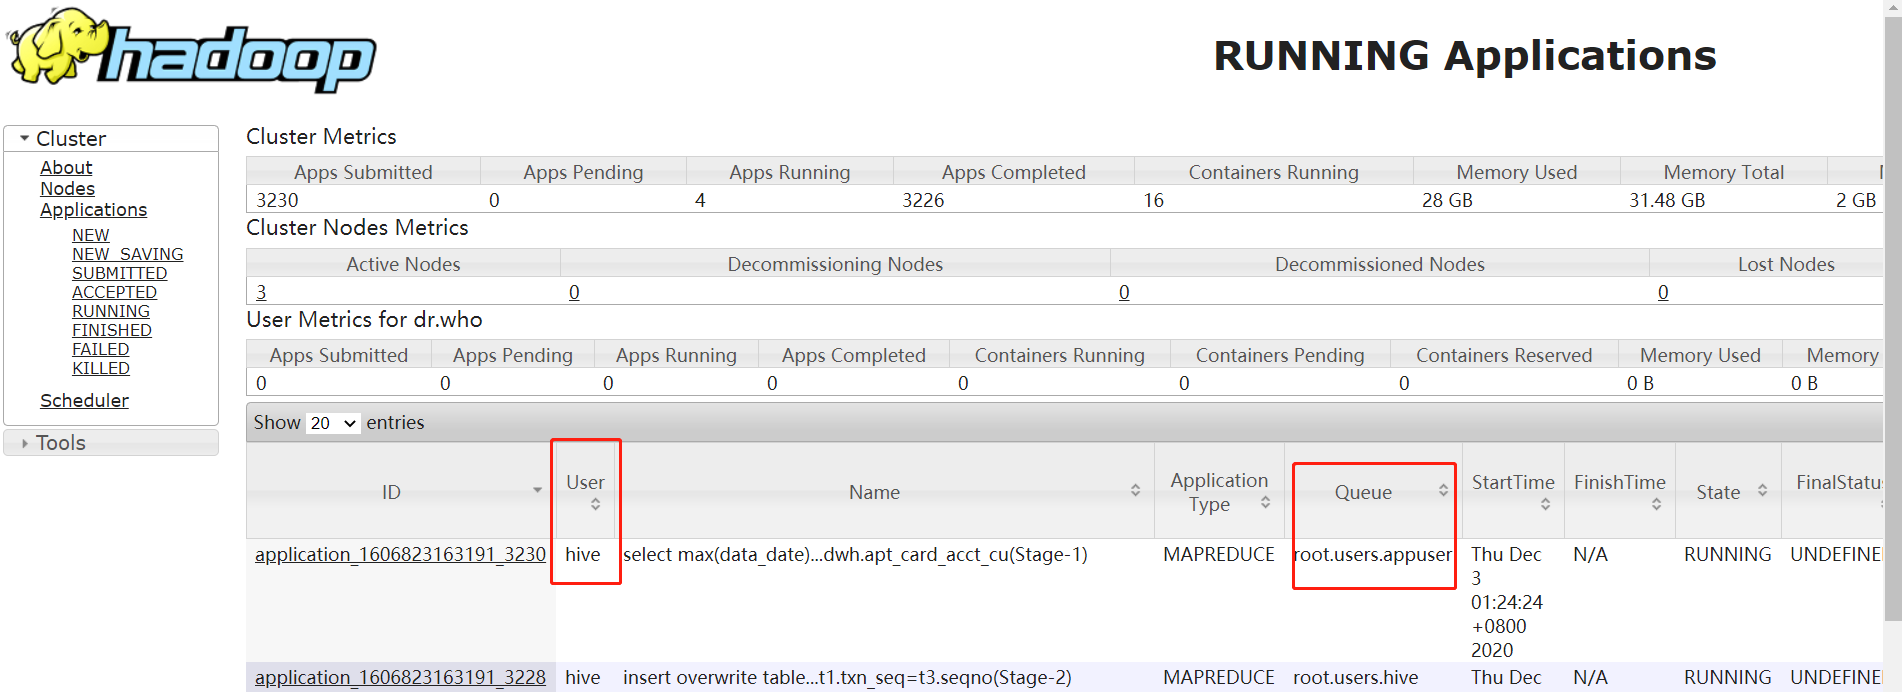 hadoop
RUNNING Applications
Cluster
About
Nodes
Applications
NEW
NEW_SAVING
SUBMITTED
ACCEPTED
RUNNING
FINISHED
FAILED
KILLED
Scheduler
Tools
Cluster Metrics
Apps Submitted Apps Pending Apps Running Apps Completed Containers Running Memory Used Memory Total
3230 0 4 3226 16 28 GB 31.48 GB 2 GB
Cluster Nodes Metrics
Active Nodes Decommissioning Nodes Decommissioned Nodes Lost Nodes
3 0 0 0
User Metrics for dr.who
Apps Submitted Apps Pending Apps Running Apps Completed Containers Running Containers Pending Containers Reserved Memory Used Memory
0 0 0 0 0 0 0 0 B 0 B
Show 20 entries
ID User Name Application Type Queue StartTime FinishTime State FinalStatu
application_1606823163191_3230 hive select max(data_date)...dwh.apt_card_acct_cu(Stage-1) MAPREDUCE root.users.appuser Thu Dec N/A RUNNING UNDEFINE
3
01:24:24
+0800
2020
application_1606823163191_3228 hive insert overwrite table...t1.txn_seq=t3.seqno(Stage-2) MAPREDUCE root.users.hive Thu Dec N/A RUNNING UNDEFINE